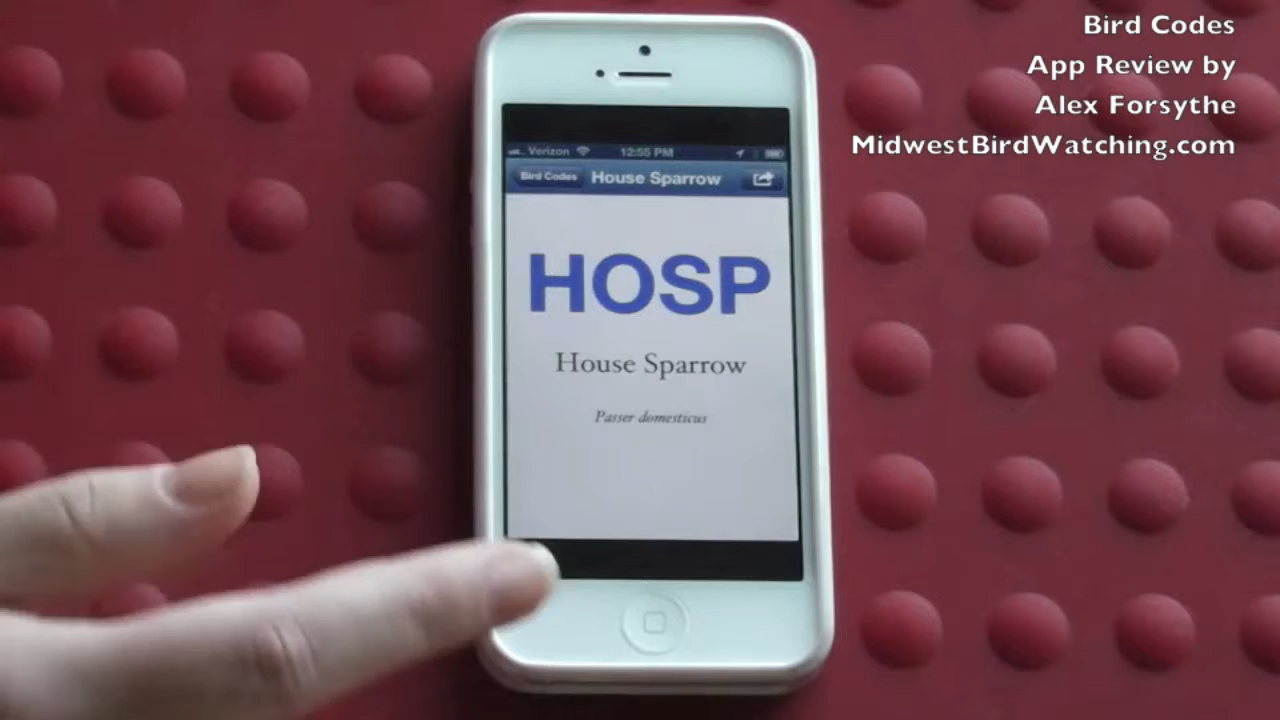 Bird Codes
App Review by
Alex Forsythe
MidwestBirdWatching.com
Verizon 12:55 PM
Bird Codes House Sparrow
HOSP
House Sparrow
Passer domesticus